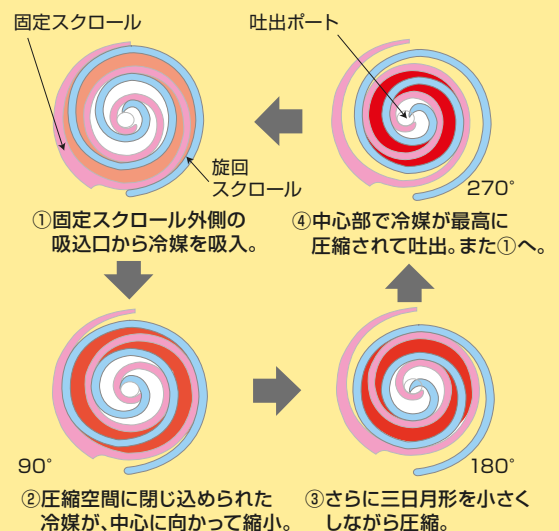 固定スクロール
吐出ポート
旋回
スクロール
①固定スクロール外側の
吸込口から冷媒を吸入。
270°
④中心部で冷媒が最高に
圧縮されて吐出。また①へ。
90°
②圧縮空間に閉じ込められた
冷媒が、中心に向かって縮小。
180°
③さらに三日月形を小さく
しながら圧縮。